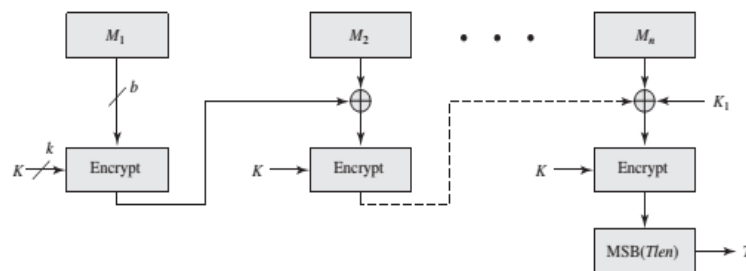 M1 M2 • • • Mn
b
K1
k
K Encrypt K Encrypt K Encrypt
MSB(Tlen) T